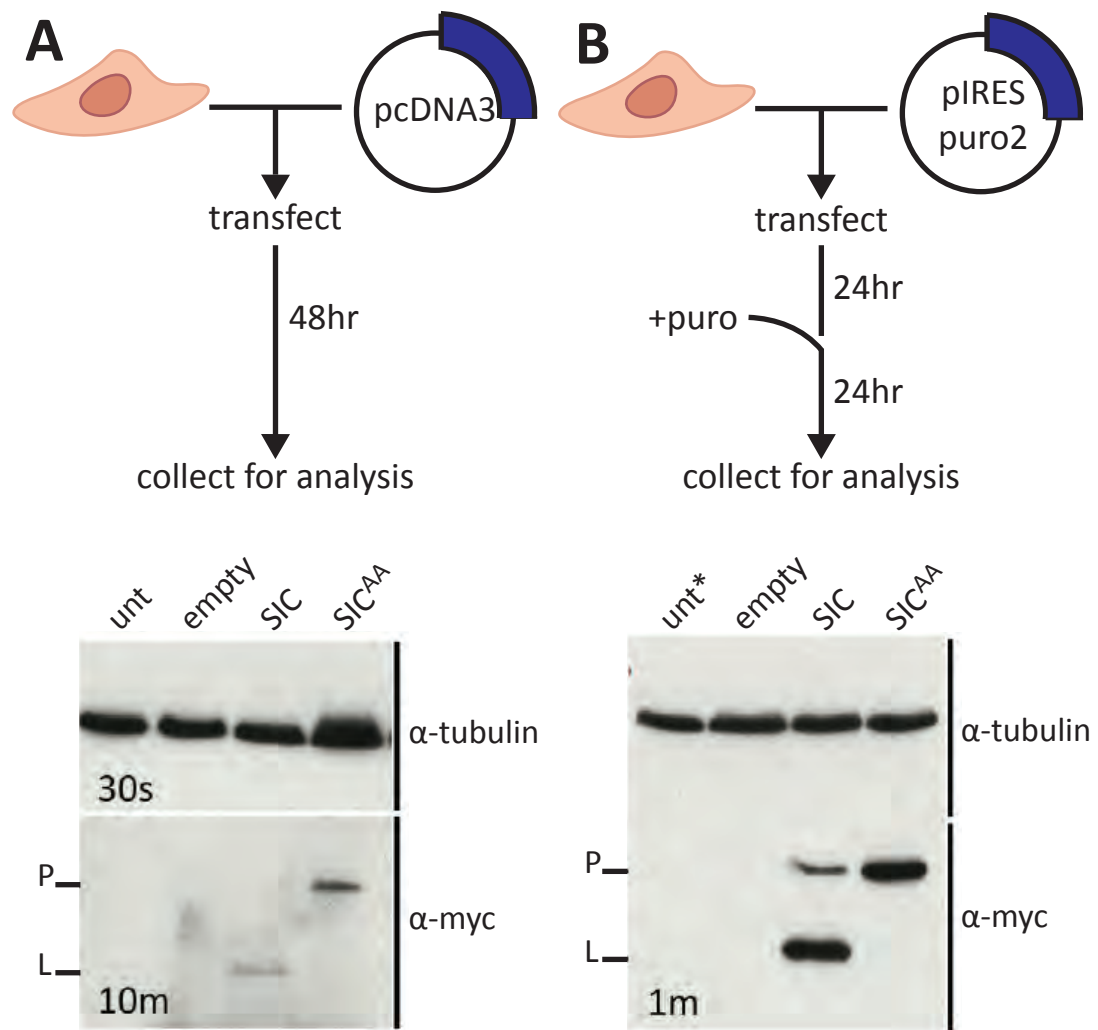 A
pcDNA3
transfect
48hr
collect for analysis
unt
empty
SIC
SIC^AA
α-tubulin
30s
P
α-myc
L
10m
B
pIRES
puro2
transfect
24hr
+puro
24hr
collect for analysis
unt*
empty
SIC
SIC^AA
α-tubulin
P
α-myc
L
1m